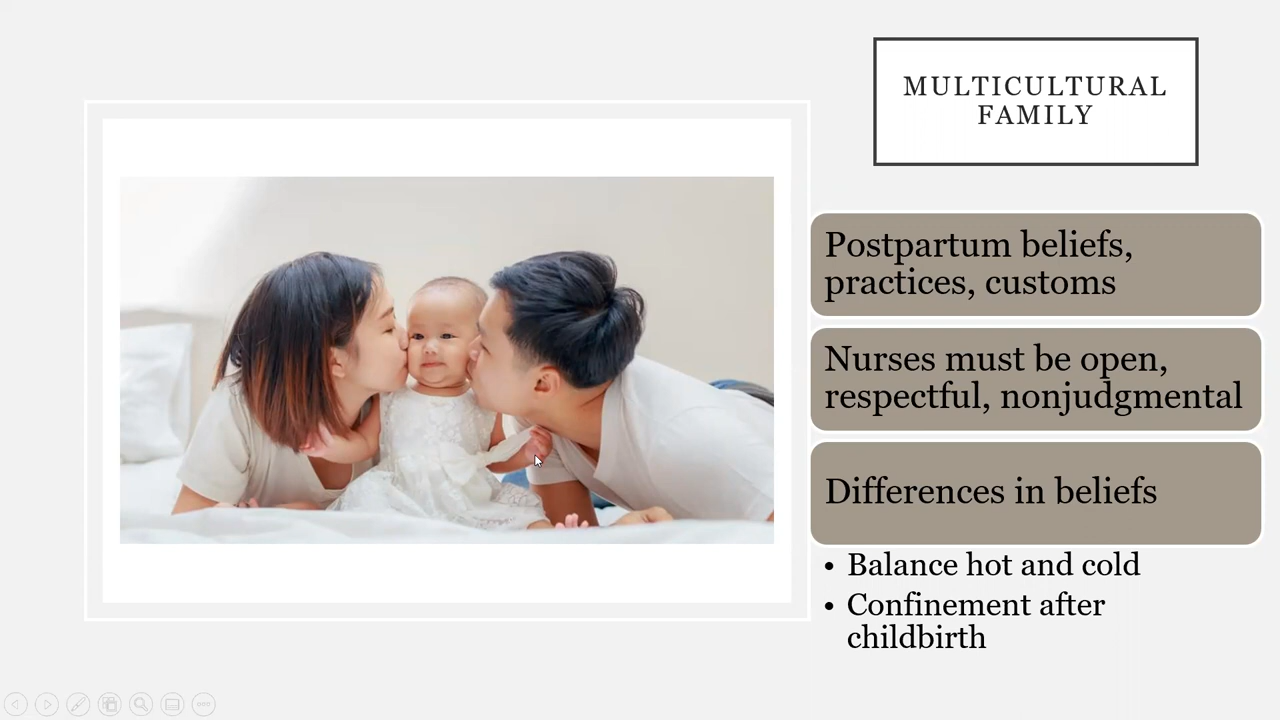 MULTICULTURAL
FAMILY
Postpartum beliefs,
practices, customs
Nurses must be open,
respectful, nonjudgmental
Differences in beliefs
• Balance hot and cold
• Confinement after
childbirth